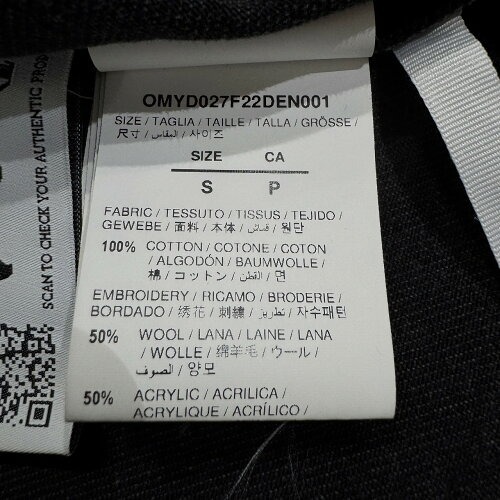 OMYD027F22DEN001
SIZE / TAGLIA / TAILLE / TALLA / GRÖSSE /
尺寸 / المقاس / 사이즈
SIZE CA
S P
FABRIC / TESSUTO / TISSUS / TEJIDO /
GEWEBE / 面料 / 本体 / قماش / 원단
100% COTTON / COTONE / COTON
/ ALGODÓN / BAUMWOLLE /
棉 / コットン / القطن / 면
EMBROIDERY / RICAMO / BRODERIE /
BORDADO / 绣花 / 刺繍 / تطريز / 자수패턴
50% WOOL / LANA / LAINE / LANA
/ WOLLE / 绵羊毛 / ウール /
الصوف / 양모
50% ACRYLIC / ACRILICA /
ACRYLIQUE / ACRÍLICO /
SCAN TO CHECK YOUR AUTHENTIC PROD